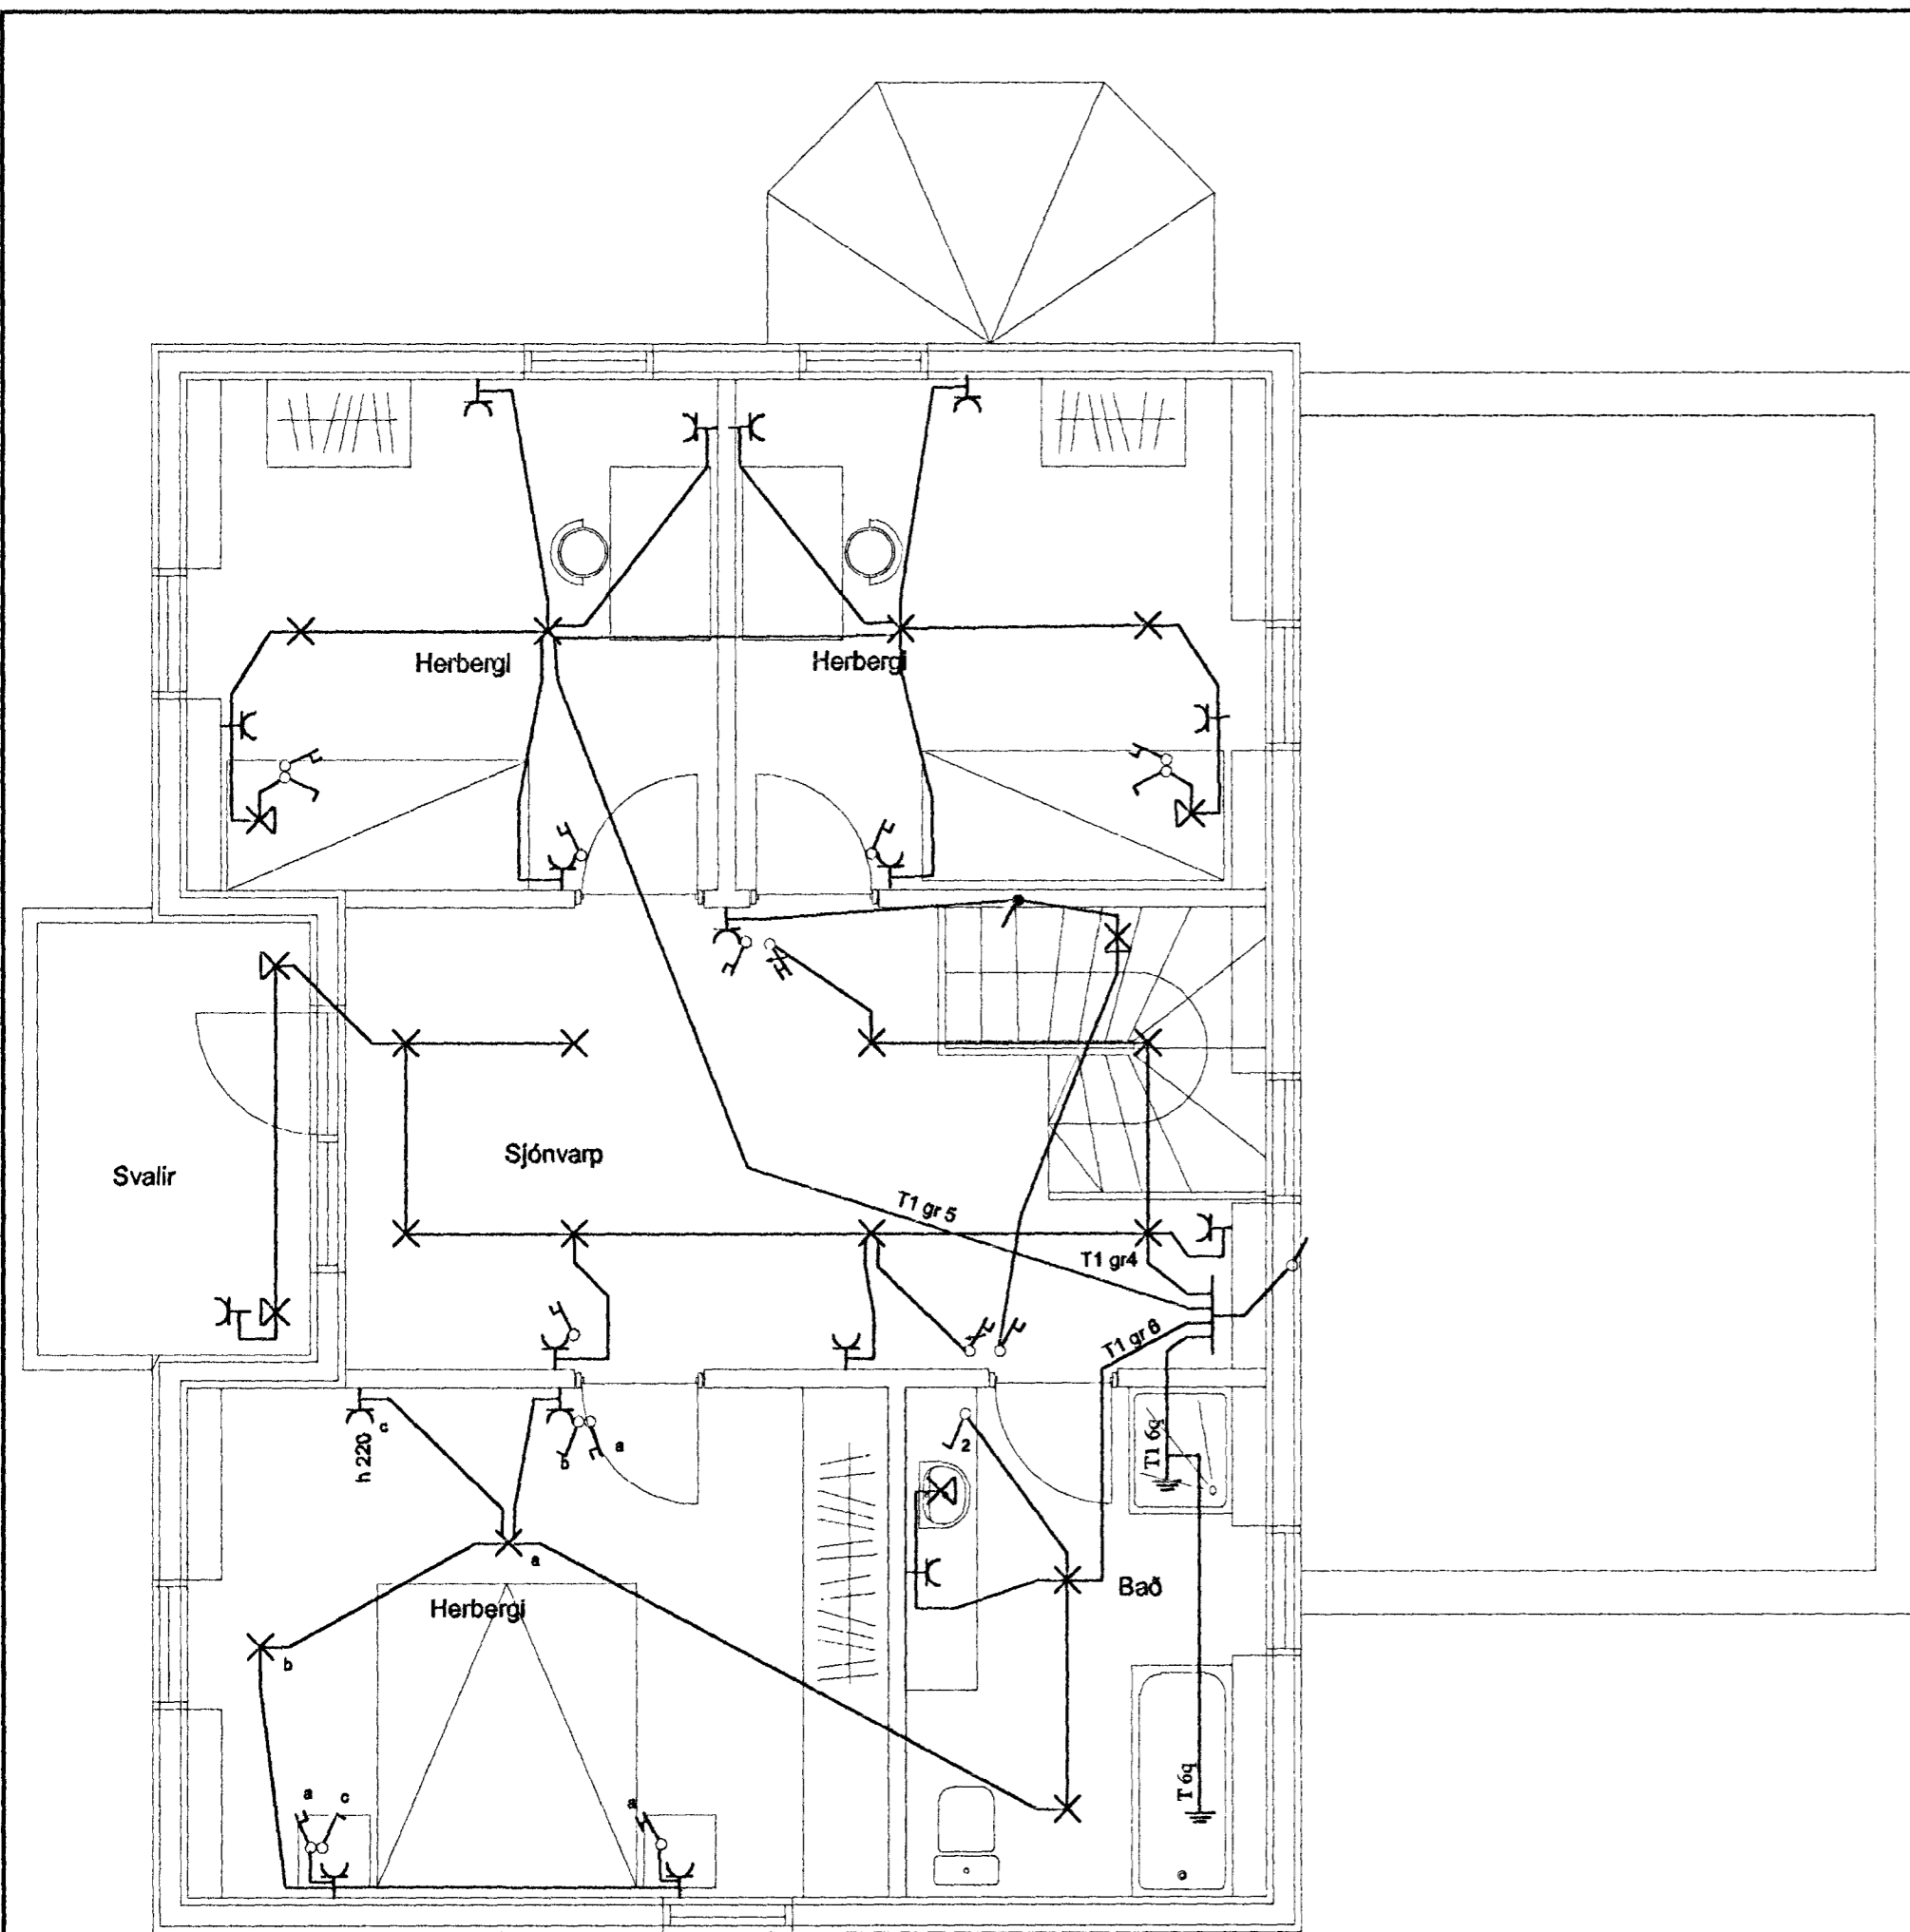 Herbergi
Herbergi
Svalir
Sjónvarp
T1 gr 5
T1 gr4
T1 gr 6
h 220
c
b
a
2
T1 6q
a
Herbergi
Bað
b
T 6q
a
c
a